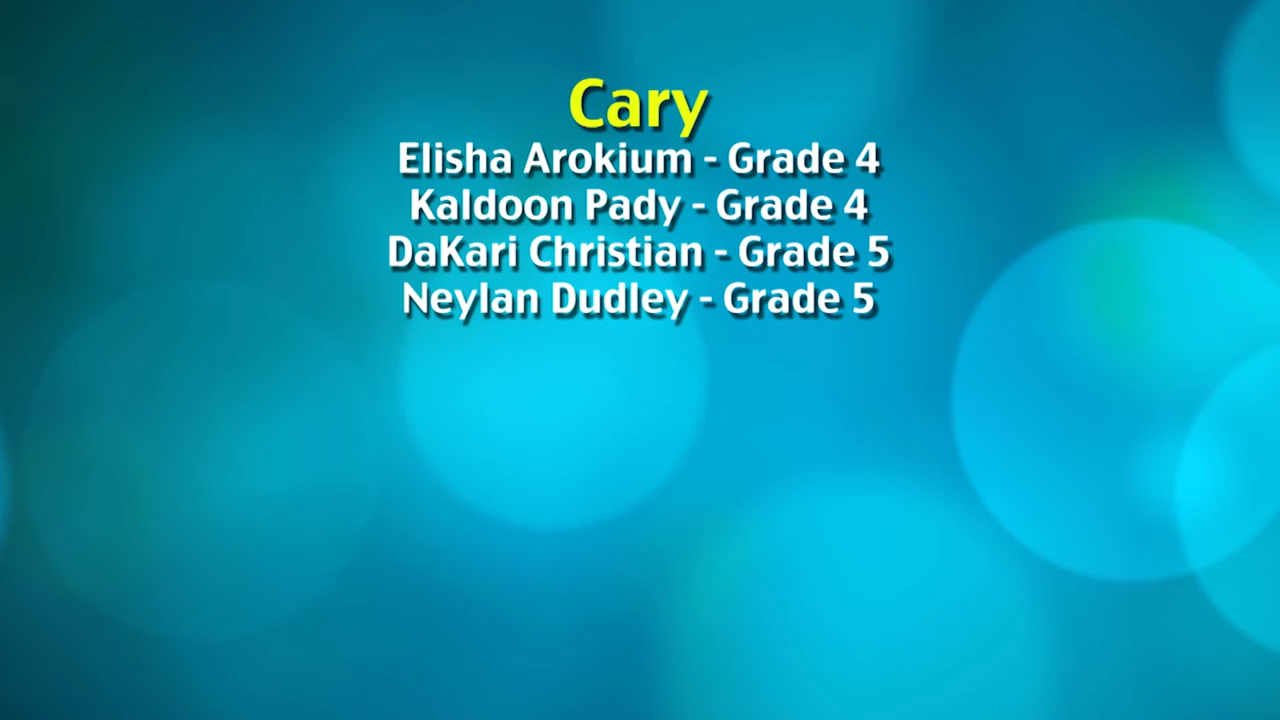 Cary
Elisha Arokium - Grade 4
Kaldoon Pady - Grade 4
DaKari Christian - Grade 5
Neylan Dudley - Grade 5